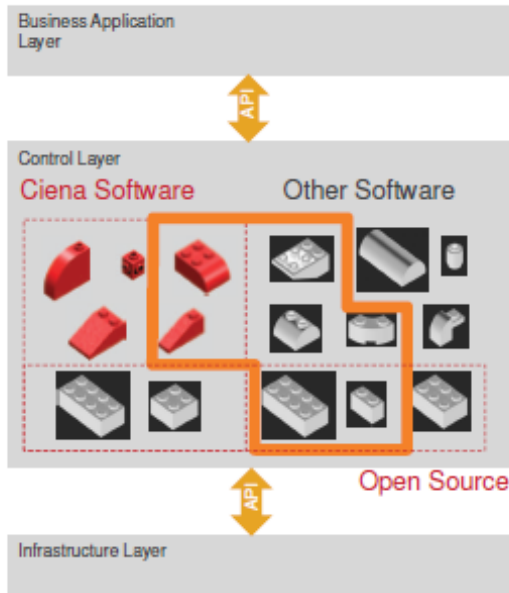 Business Application
Layer
API
Control Layer
Ciena Software
Other Software
Open Source
API
Infrastructure Layer